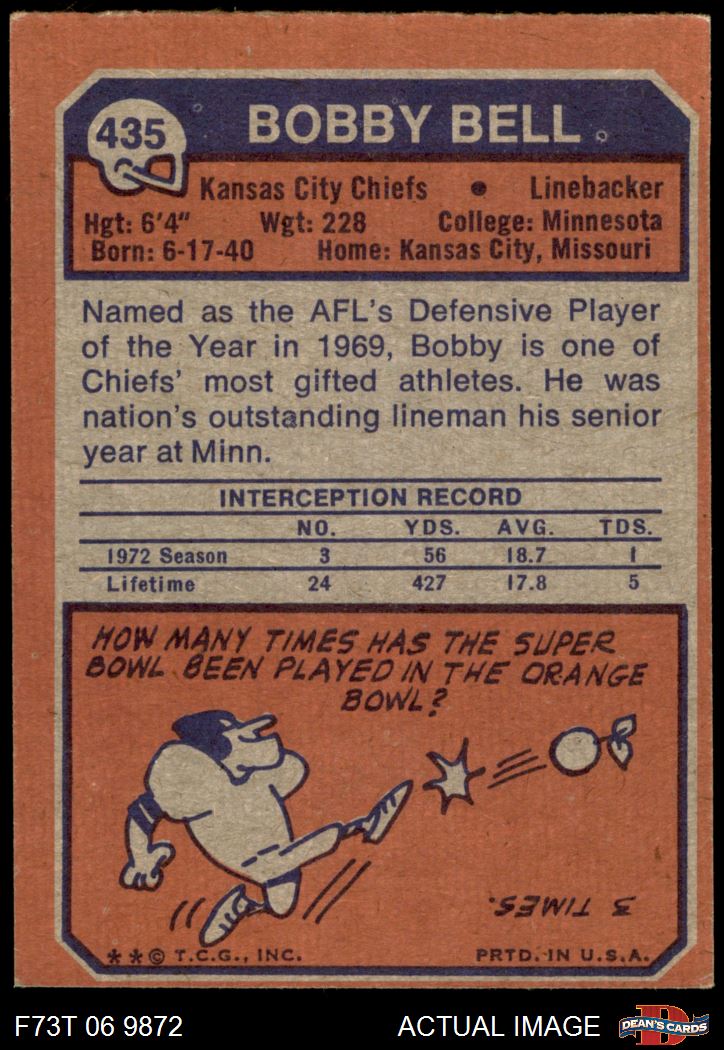 435
BOBBY BELL
Kansas City Chiefs • Linebacker
Hgt: 6'4" Wgt: 228 College: Minnesota
Born: 6-17-40 Home: Kansas City, Missouri
Named as the AFL's Defensive Player
of the Year in 1969, Bobby is one of
Chiefs' most gifted athletes. He was
nation's outstanding lineman his senior
year at Minn.
INTERCEPTION RECORD
NO. YDS. AVG. TDS.
1972 Season 3 56 18.7 1
Lifetime 24 427 17.8 5
HOW MANY TIMES HAS THE SUPER
BOWL BEEN PLAYED IN THE ORANGE
BOWL?
3 TIMES.
**© T.C.G., INC. PRTD. IN U.S.A.
F73T 06 9872 ACTUAL IMAGE D DEAN'S CARDS